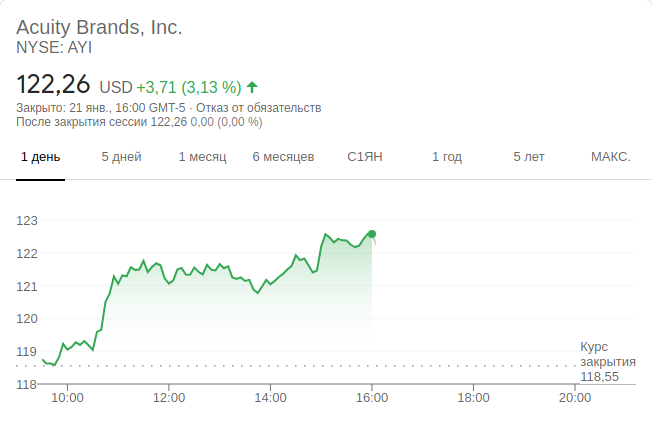 Acuity Brands, Inc.
NYSE: AYI
122,26 USD +3,71 (3,13 %)
Закрыто: 21 янв., 16:00 GMT-5 · Отказ от обязательств
После закрытия сессии 122,26 0,00 (0,00 %)
1 день 5 дней 1 месяц 6 месяцев С1ЯН 1 год 5 лет МАКС.
123
122
121
120
119
118
Курс
закрытия
118,55
10:00 12:00 14:00 16:00 18:00 20:00